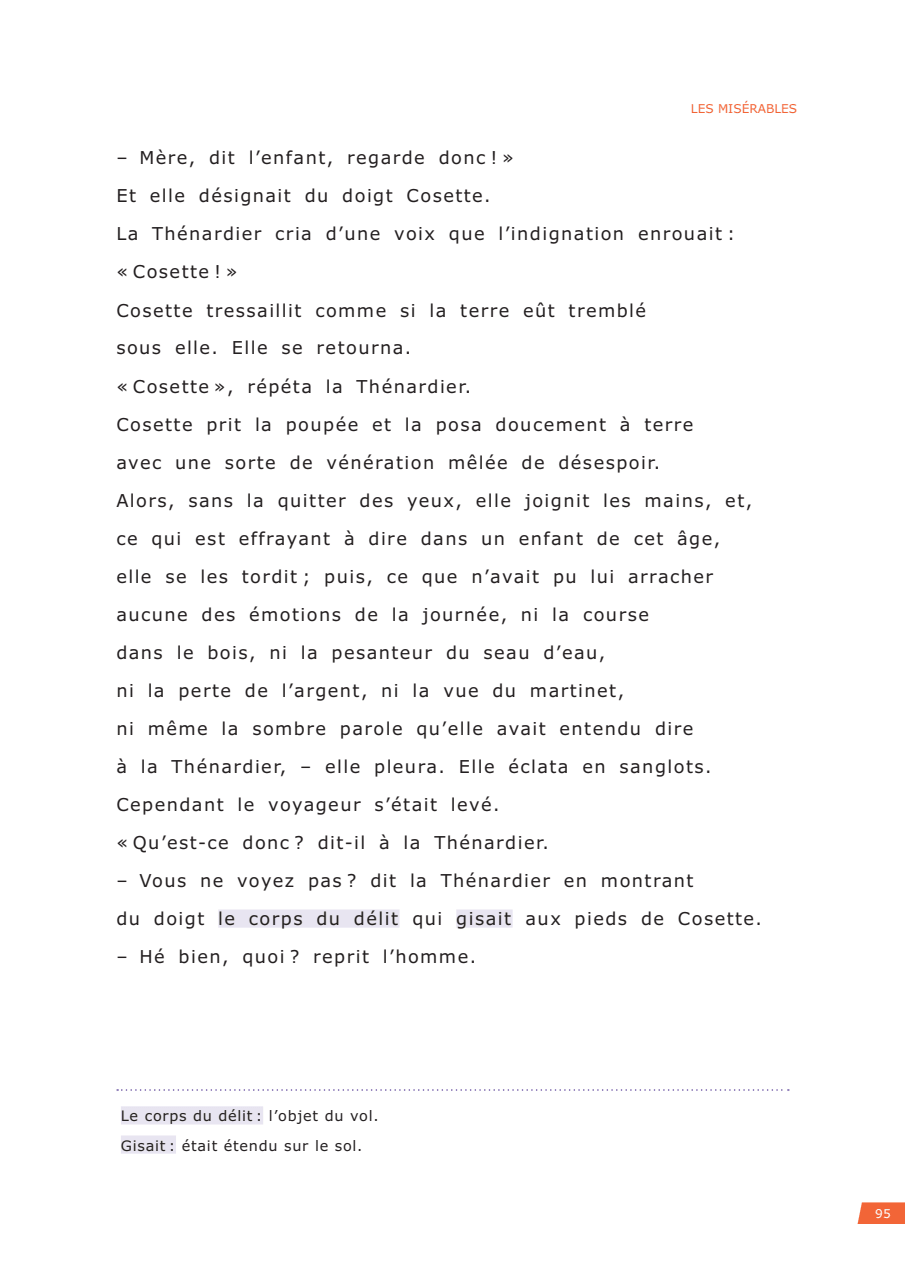 LES MISÉRABLES
– Mère, dit l’enfant, regarde donc ! »
Et elle désignait du doigt Cosette.
La Thénardier cria d’une voix que l’indignation enrouait :
« Cosette ! »
Cosette tressaillit comme si la terre eût tremblé
sous elle. Elle se retourna.
« Cosette », répéta la Thénardier.
Cosette prit la poupée et la posa doucement à terre
avec une sorte de vénération mêlée de désespoir.
Alors, sans la quitter des yeux, elle joignit les mains, et,
ce qui est effrayant à dire dans un enfant de cet âge,
elle se les tordit ; puis, ce que n’avait pu lui arracher
aucune des émotions de la journée, ni la course
dans le bois, ni la pesanteur du seau d’eau,
ni la perte de l’argent, ni la vue du martinet,
ni même la sombre parole qu’elle avait entendu dire
à la Thénardier, – elle pleura. Elle éclata en sanglots.
Cependant le voyageur s’était levé.
« Qu’est-ce donc ? dit-il à la Thénardier.
– Vous ne voyez pas ? dit la Thénardier en montrant
du doigt le corps du délit qui gisait aux pieds de Cosette.
– Hé bien, quoi ? reprit l’homme.
Le corps du délit : l’objet du vol.
Gisait : était étendu sur le sol.
95